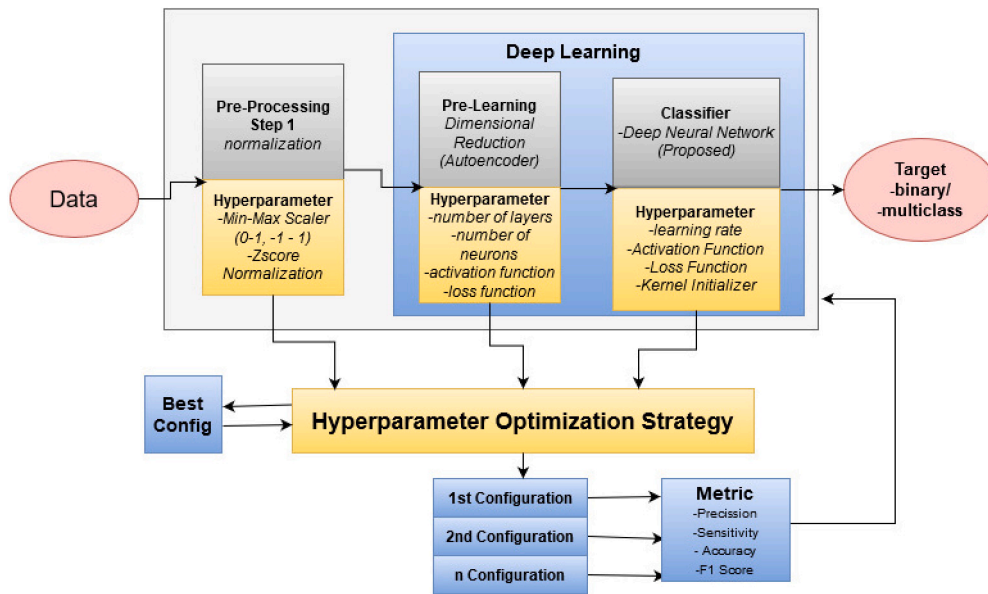 Deep Learning
Pre-Processing
Step 1
normalization
Pre-Learning
Dimensional
Reduction
(Autoencoder)
Classifier
-Deep Neural Network
(Proposed)
Data
Hyperparameter
-Min-Max Scaler
(0-1, -1 - 1)
-Zscore
Normalization
Hyperparameter
-number of layers
-number of
neurons
-activation function
-loss function
Hyperparameter
-learning rate
-Activation Function
-Loss Function
-Kernel Initializer
Target
-binary/
-multiclass
Best
Config
Hyperparameter Optimization Strategy
1st Configuration
2nd Configuration
n Configuration
Metric
-Precission
-Sensitivity
- Accuracy
-F1 Score